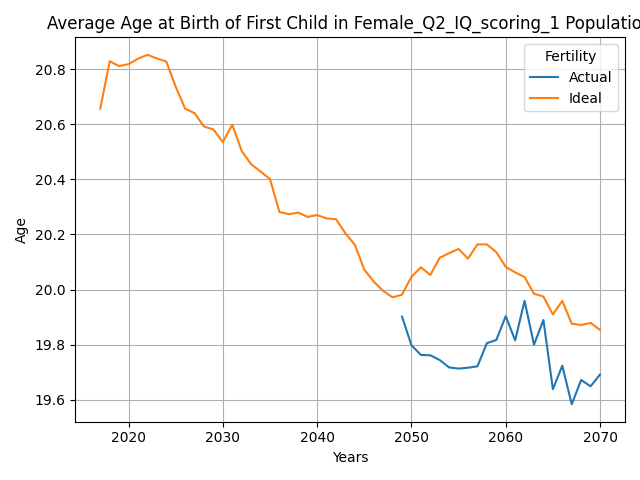 Average Age at Birth of First Child in Female_Q2_IQ_scoring_1 Populatio
Fertility
Actual
Ideal
20.8
20.6
20.4
20.2
20.0
19.8
19.6
Age
2020 2030 2040 2050 2060 2070
Years